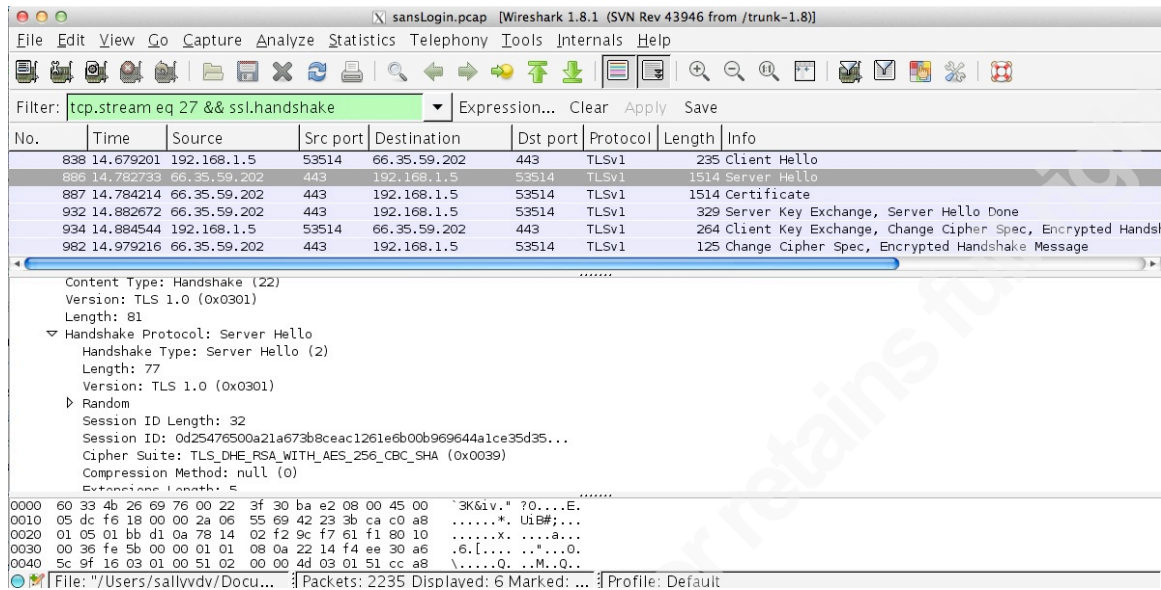 sansLogin.pcap [Wireshark 1.8.1 (SVN Rev 43946 from /trunk-1.8)]
File Edit View Go Capture Analyze Statistics Telephony Tools Internals Help
Filter: tcp.stream eq 27 && ssl.handshake Expression... Clear Apply Save
No. Time Source Src port Destination Dst port Protocol Length Info
838 14.679201 192.168.1.5 53514 66.35.59.202 443 TLSv1 235 Client Hello
886 14.782733 66.35.59.202 443 192.168.1.5 53514 TLSv1 1514 Server Hello
887 14.784214 66.35.59.202 443 192.168.1.5 53514 TLSv1 1514 Certificate
932 14.882672 66.35.59.202 443 192.168.1.5 53514 TLSv1 329 Server Key Exchange, Server Hello Done
934 14.884544 192.168.1.5 53514 66.35.59.202 443 TLSv1 264 Client Key Exchange, Change Cipher Spec, Encrypted Handsh
982 14.979216 66.35.59.202 443 192.168.1.5 53514 TLSv1 125 Change Cipher Spec, Encrypted Handshake Message
Content Type: Handshake (22)
Version: TLS 1.0 (0x0301)
Length: 81
Handshake Protocol: Server Hello
Handshake Type: Server Hello (2)
Length: 77
Version: TLS 1.0 (0x0301)
Random
Session ID Length: 32
Session ID: 0d25476500a21a673b8ceac1261e6b00b969644a1ce35d35...
Cipher Suite: TLS_DHE_RSA_WITH_AES_256_CBC_SHA (0x0039)
Compression Method: null (0)
Extensions Length: 5
0000 60 33 4b 26 69 76 00 22 3f 30 ba e2 08 00 45 00 `3K&iv." ?0....E.
0010 05 dc f6 18 00 00 2a 06 55 69 42 23 3b ca c0 a8 ......*. UiB#;...
0020 01 05 01 bb d1 0a 78 14 02 f2 9c f7 61 f1 80 10 ......x. ....a...
0030 00 36 fe 5b 00 00 01 01 08 0a 22 14 f4 ee 30 a6 .6.[.... .."...0.
0040 5c 9f 16 03 01 00 51 02 00 00 4d 03 01 51 cc a8 \.....Q. ..M..Q..
File: "/Users/sallyvdv/Docu... Packets: 2235 Displayed: 6 Marked: ... Profile: Default